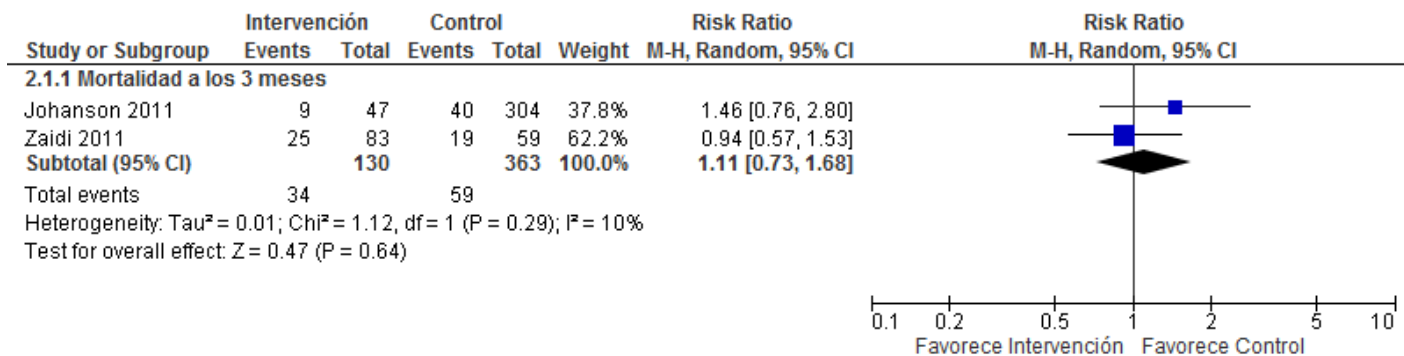 Intervención Control Risk Ratio Risk Ratio
Study or Subgroup Events Total Events Total Weight M-H, Random, 95% CI M-H, Random, 95% CI
2.1.1 Mortalidad a los 3 meses
Johanson 2011 9 47 40 304 37.8% 1.46 [0.76, 2.80]
Zaidi 2011 25 83 19 59 62.2% 0.94 [0.57, 1.53]
Subtotal (95% CI) 130 363 100.0% 1.11 [0.73, 1.68]
Total events 34 59
Heterogeneity: Tau² = 0.01; Chi² = 1.12, df = 1 (P = 0.29); I² = 10%
Test for overall effect: Z = 0.47 (P = 0.64)
0.1 0.2 0.5 1 2 5 10
Favorece Intervención Favorece Control